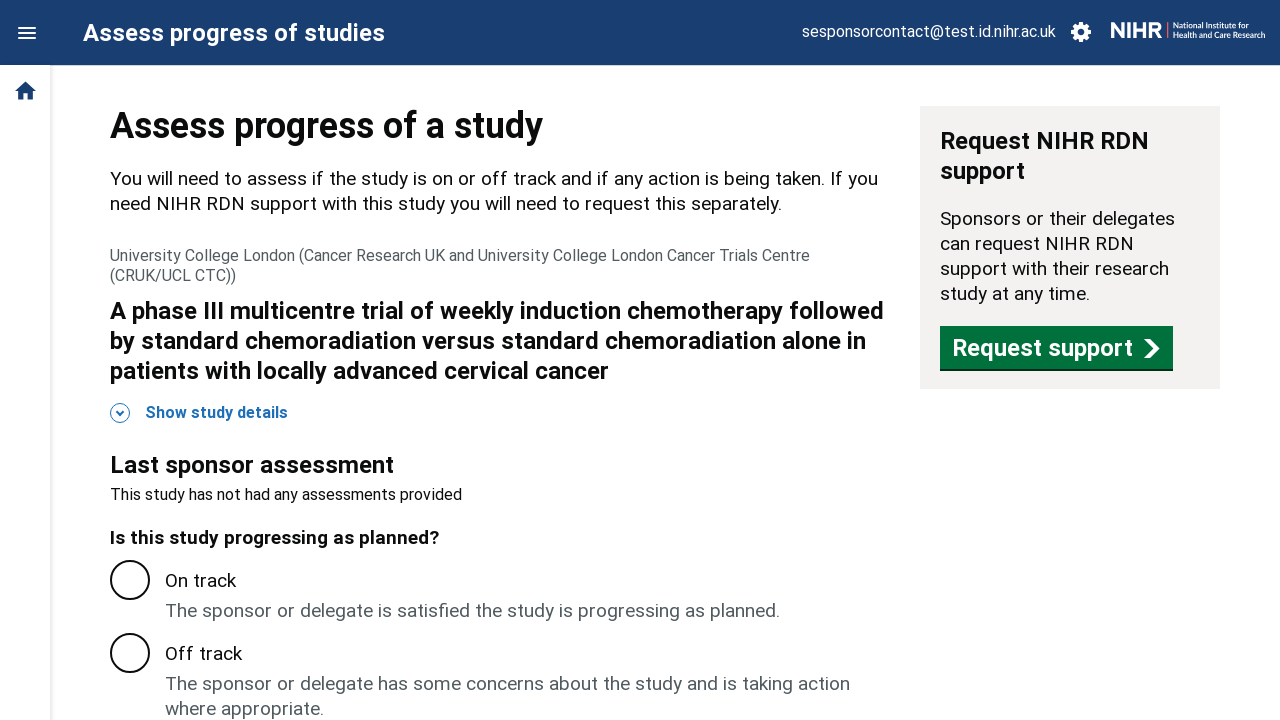 Assess progress of studies
sesponsorcontact@test.id.nihr.ac.uk
NIHR | National Institute for
Health and Care Research
Assess progress of a study
You will need to assess if the study is on or off track and if any action is being taken. If you
need NIHR RDN support with this study you will need to request this separately.
University College London (Cancer Research UK and University College London Cancer Trials Centre
(CRUK/UCL CTC))
A phase III multicentre trial of weekly induction chemotherapy followed
by standard chemoradiation versus standard chemoradiation alone in
patients with locally advanced cervical cancer
Show study details
Last sponsor assessment
This study has not had any assessments provided
Is this study progressing as planned?
On track
The sponsor or delegate is satisfied the study is progressing as planned.
Off track
The sponsor or delegate has some concerns about the study and is taking action
where appropriate.
Request NIHR RDN
support
Sponsors or their delegates
can request NIHR RDN
support with their research
study at any time.
Request support